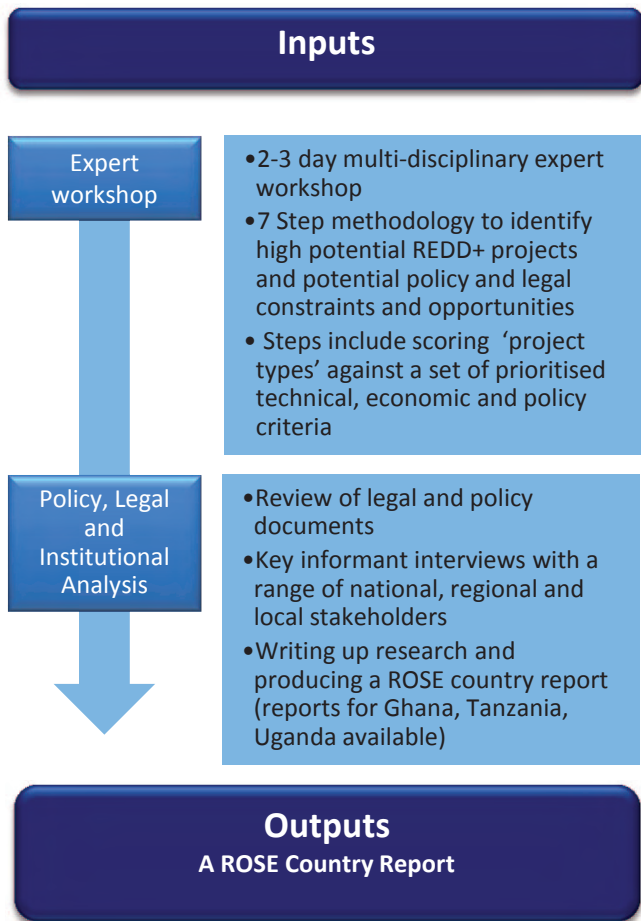 Inputs
Expert
workshop
•2-3 day multi-disciplinary expert
workshop
•7 Step methodology to identify
high potential REDD+ projects
and potential policy and legal
constraints and opportunities
• Steps include scoring ‘project
types’ against a set of prioritised
technical, economic and policy
criteria
Policy, Legal
and
Institutional
Analysis
•Review of legal and policy
documents
•Key informant interviews with a
range of national, regional and
local stakeholders
•Writing up research and
producing a ROSE country report
(reports for Ghana, Tanzania,
Uganda available)
Outputs
A ROSE Country Report